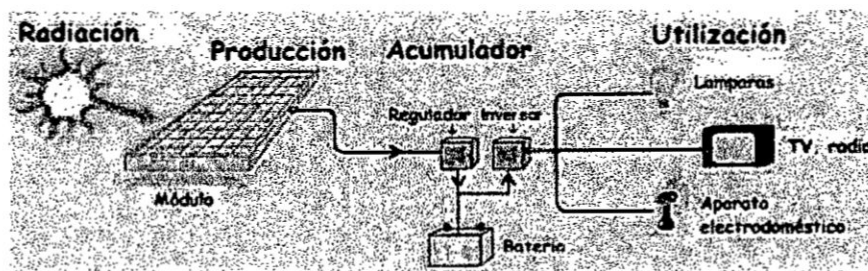 Radiación
Producción
Acumulador
Utilización
Lamparas
Regulador
Inversor
TV, radio
Módulo
Aparato
electrodoméstico
Batería